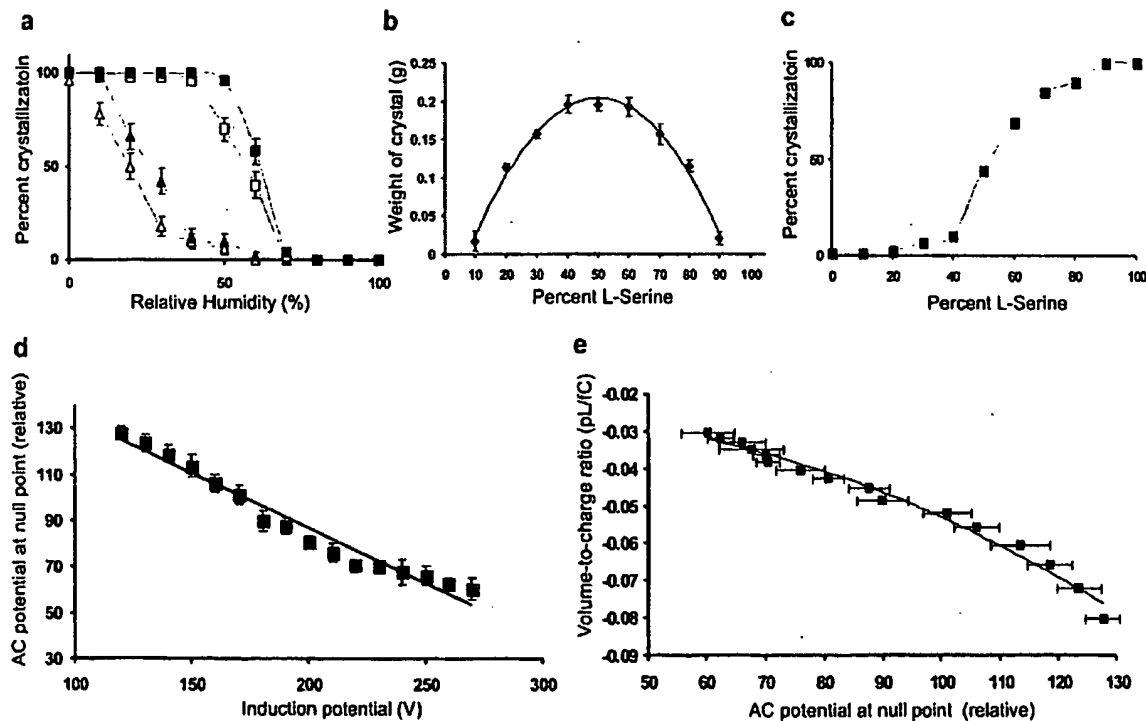 a
Percent crystallizatoin
100
50
0
0 50 100
Relative Humidity (%)
b
Weight of crystal (g)
0.25
0.2
0.15
0.1
0.05
0
0 10 20 30 40 50 60 70 80 90 100
Percent L-Serine
c
Percent crystallizatoin
100
50
0
0 20 40 60 80 100
Percent L-Serine
d
AC potential at null point (relative)
130
110
90
70
50
30
100 150 200 250 300
Induction potential (V)
e
Volume-to-charge ratio (pL/fC)
-0.02
-0.03
-0.04
-0.05
-0.06
-0.07
-0.08
-0.09
50 60 70 80 90 100 110 120 130
AC potential at null point (relative)